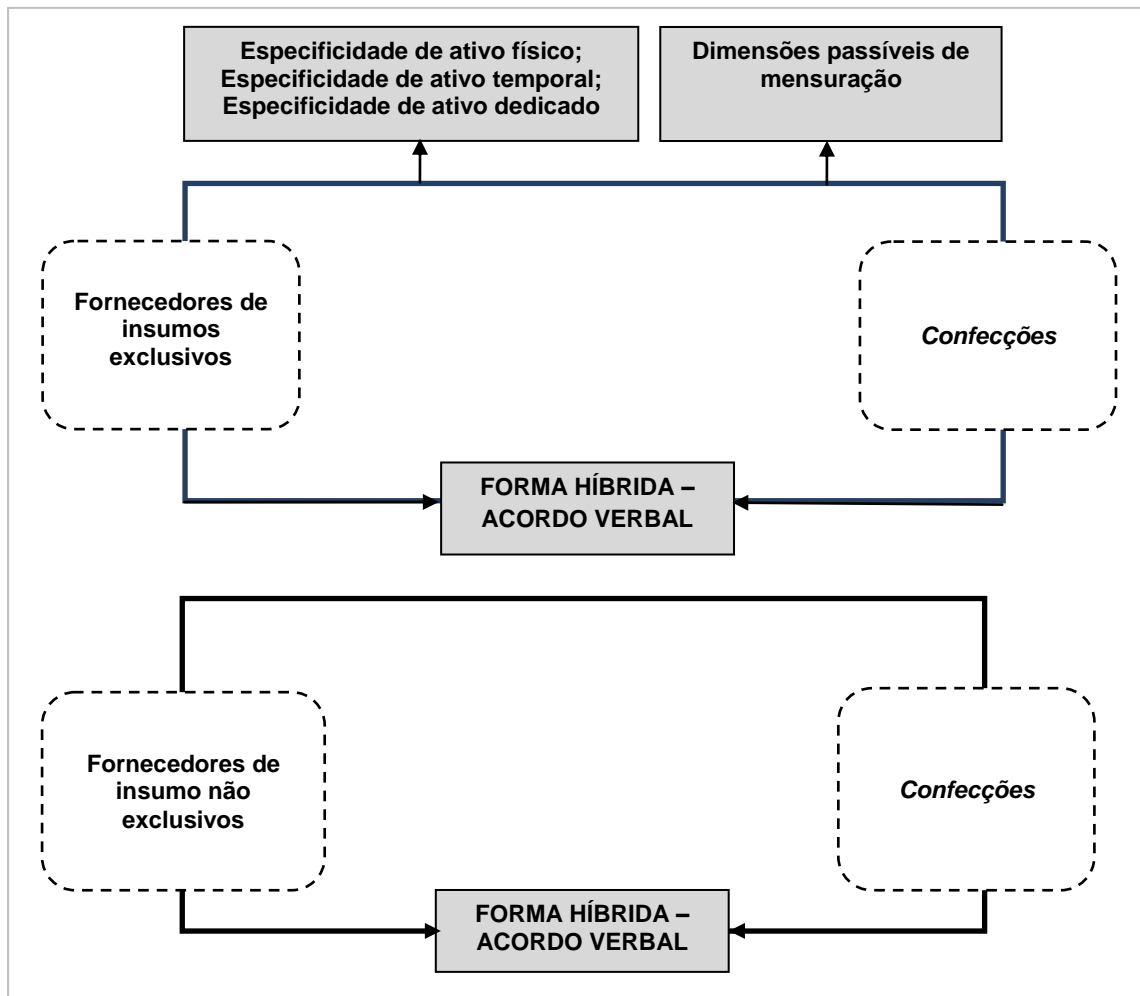 Especificidade de ativo físico;
Especificidade de ativo temporal;
Especificidade de ativo dedicado
Dimensões passíveis de
mensuração
Fornecedores de
insumos
exclusivos
Confecções
FORMA HÍBRIDA –
ACORDO VERBAL
Fornecedores de
insumo não
exclusivos
Confecções
FORMA HÍBRIDA –
ACORDO VERBAL